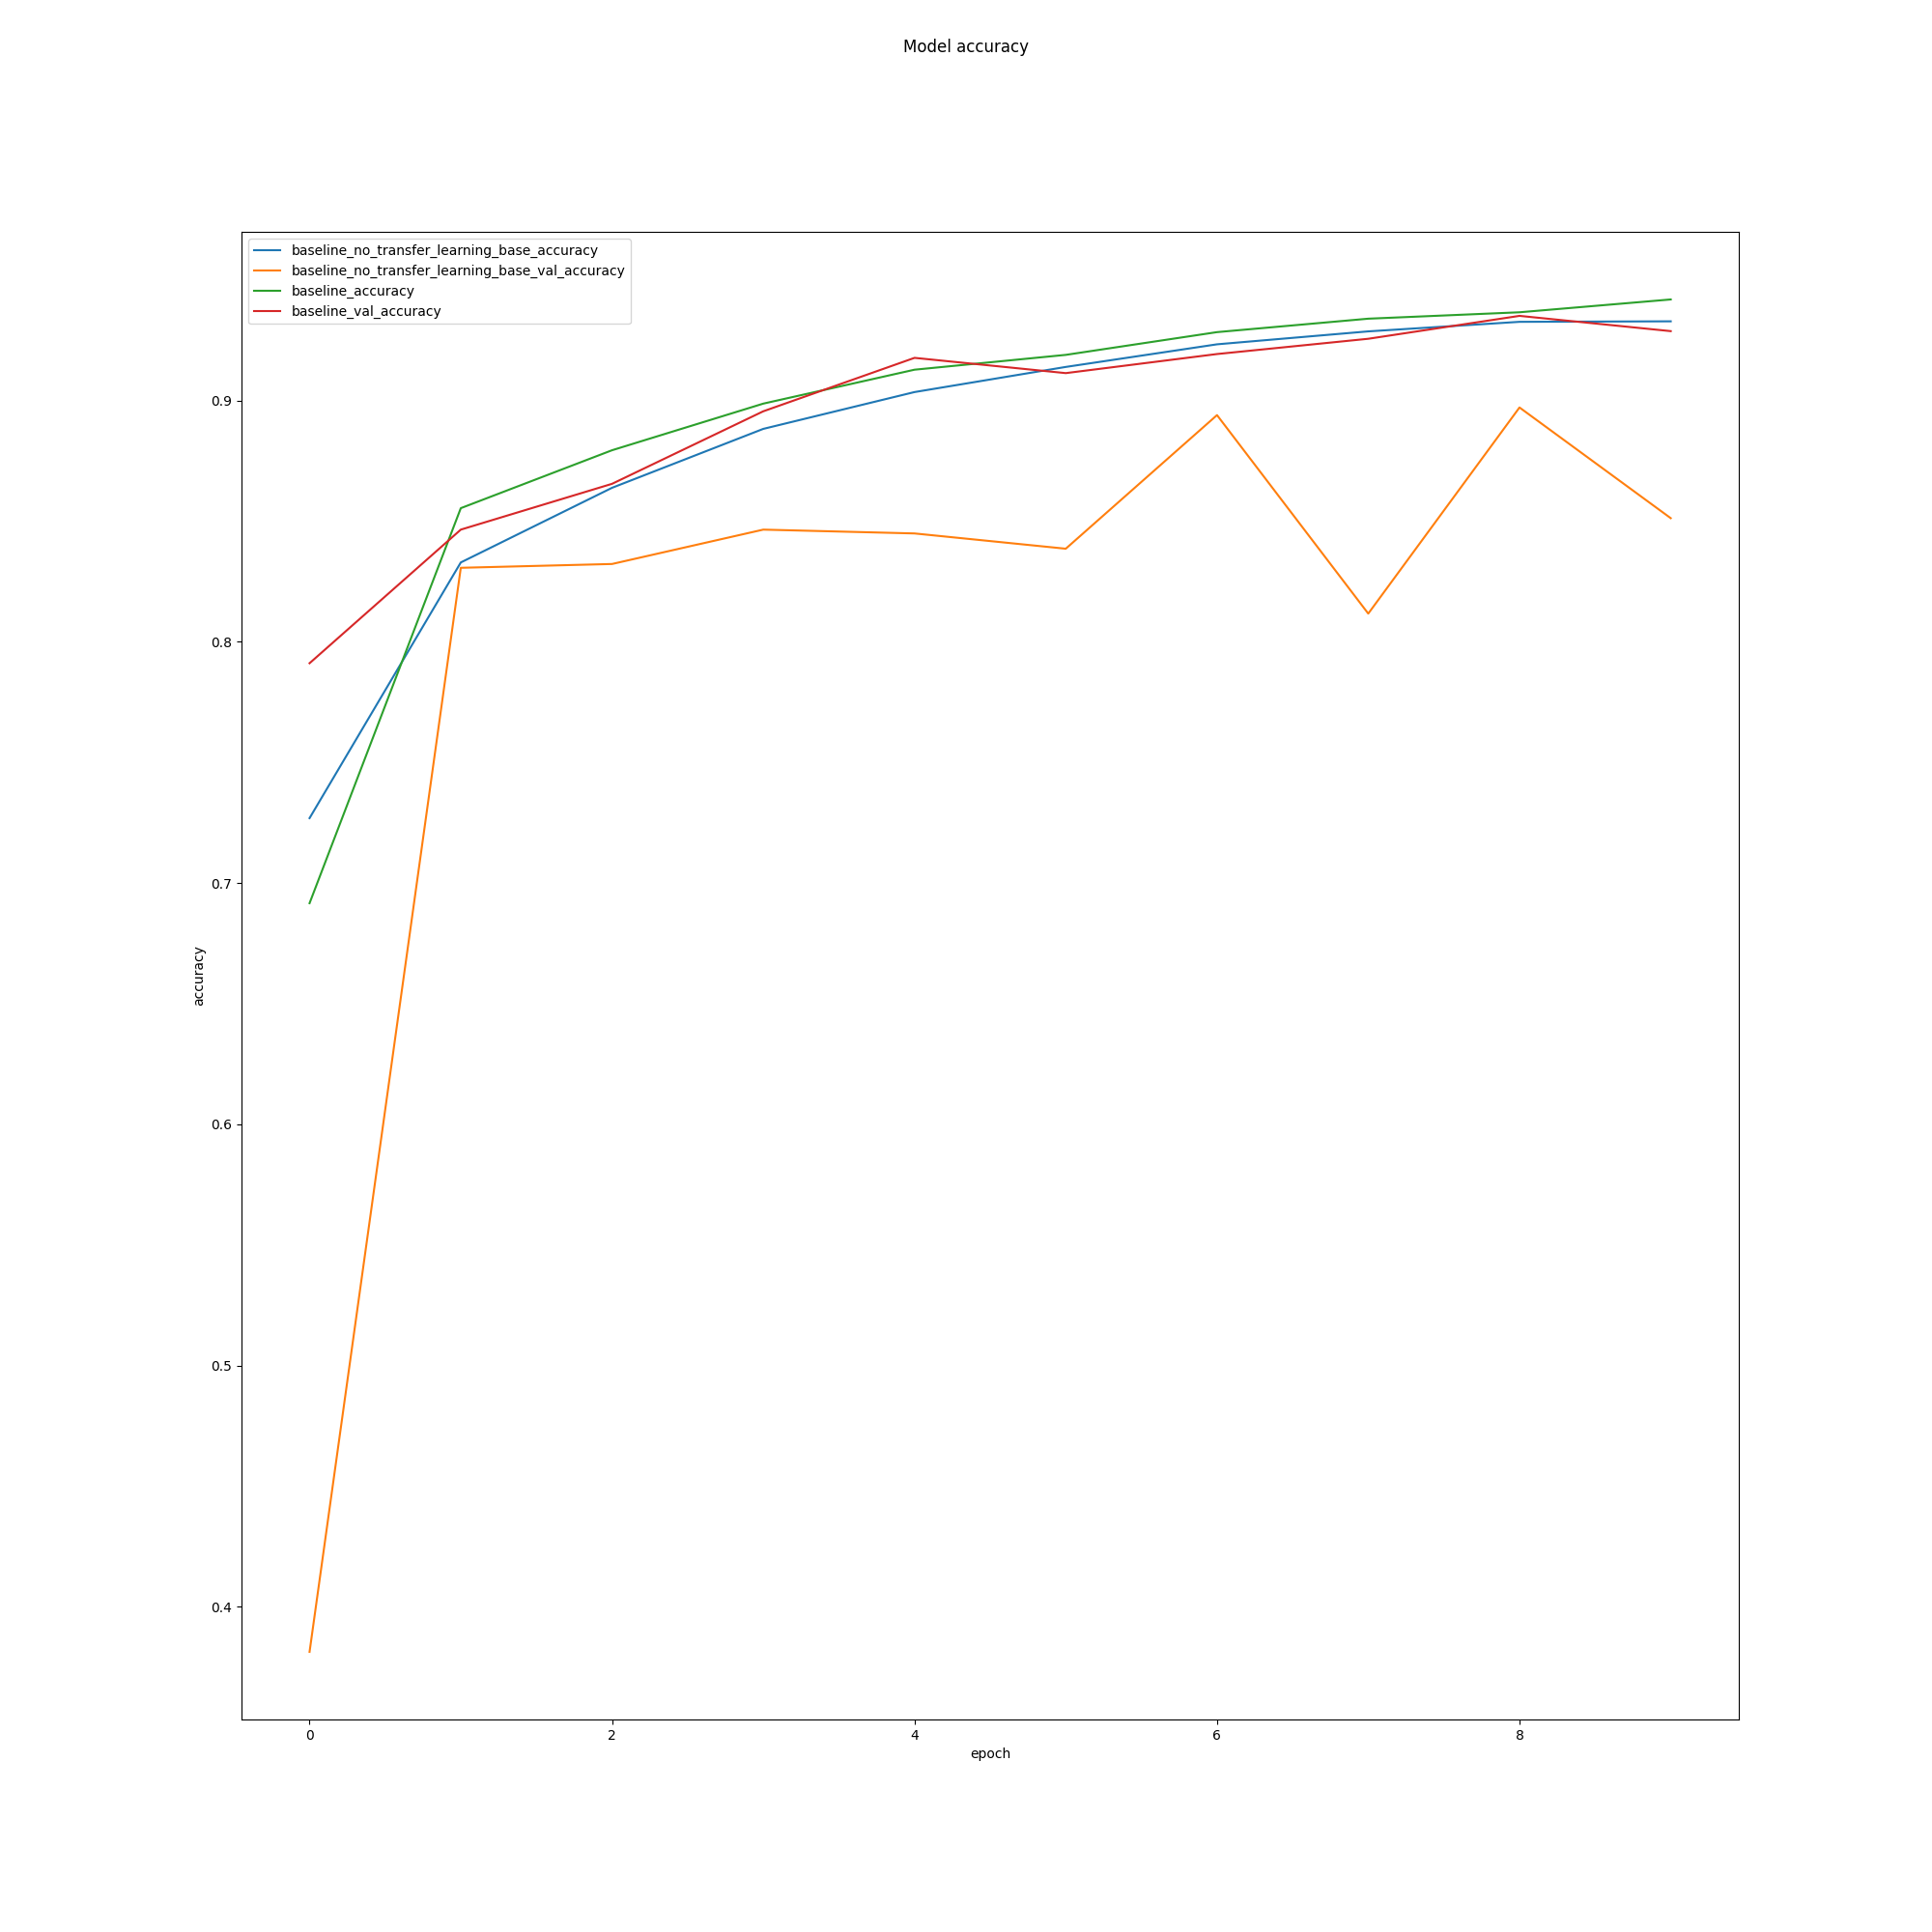 Model accuracy
baseline_no_transfer_learning_base_accuracy
baseline_no_transfer_learning_base_val_accuracy
baseline_accuracy
baseline_val_accuracy
0.9
0.8
0.7
0.6
0.5
0.4
accuracy
0 2 4 6 8
epoch